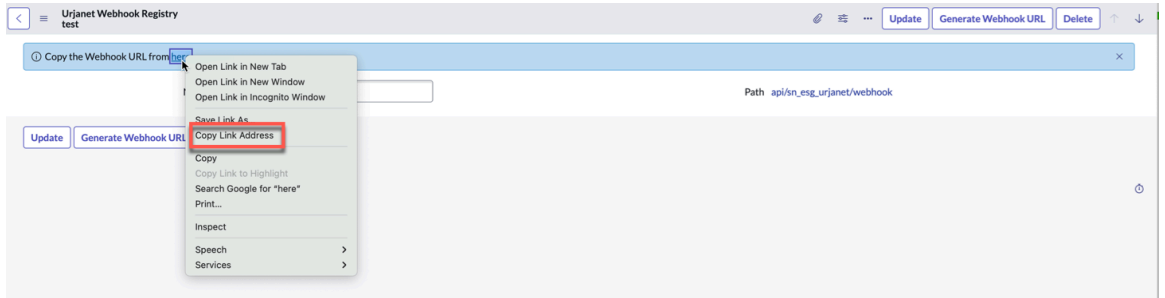 Urjanet Webhook Registry
test
Update
Generate Webhook URL
Delete
Copy the Webhook URL from here
Path api/sn_esg_urjanet/webhook
Update
Generate Webhook URL
Open Link in New Tab
Open Link in New Window
Open Link in Incognito Window
Save Link As
Copy Link Address
Copy
Copy Link to Highlight
Search Google for “here”
Print...
Inspect
Speech
Services